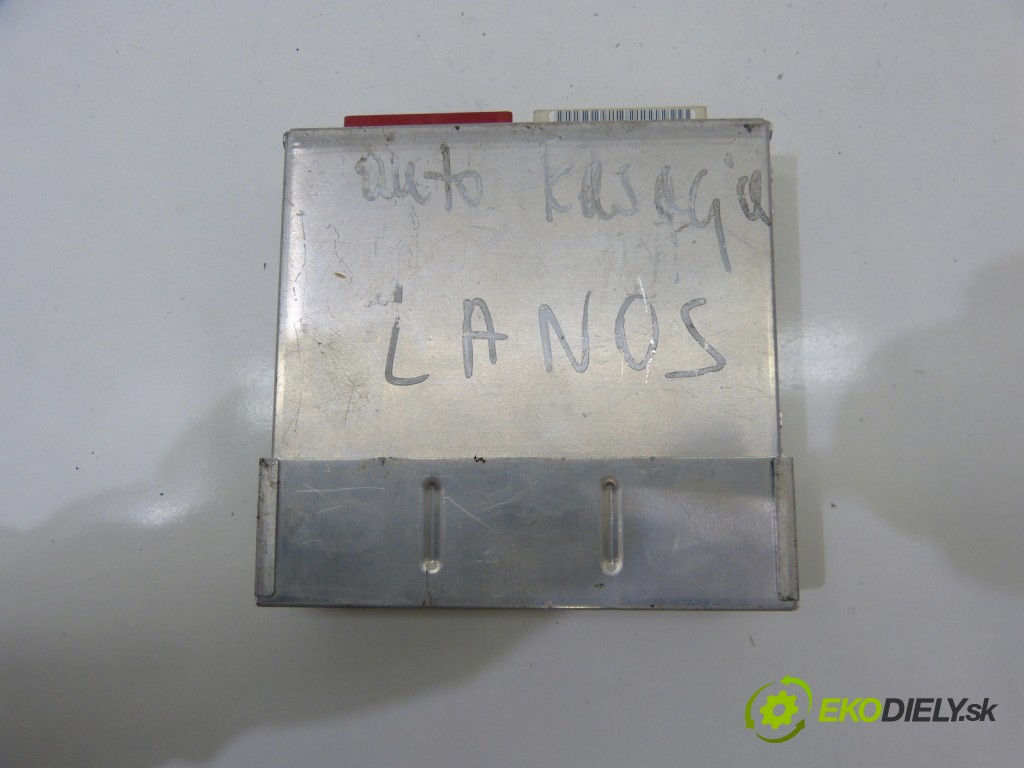 auto kasacja
LANOS
EKODIELY.sk